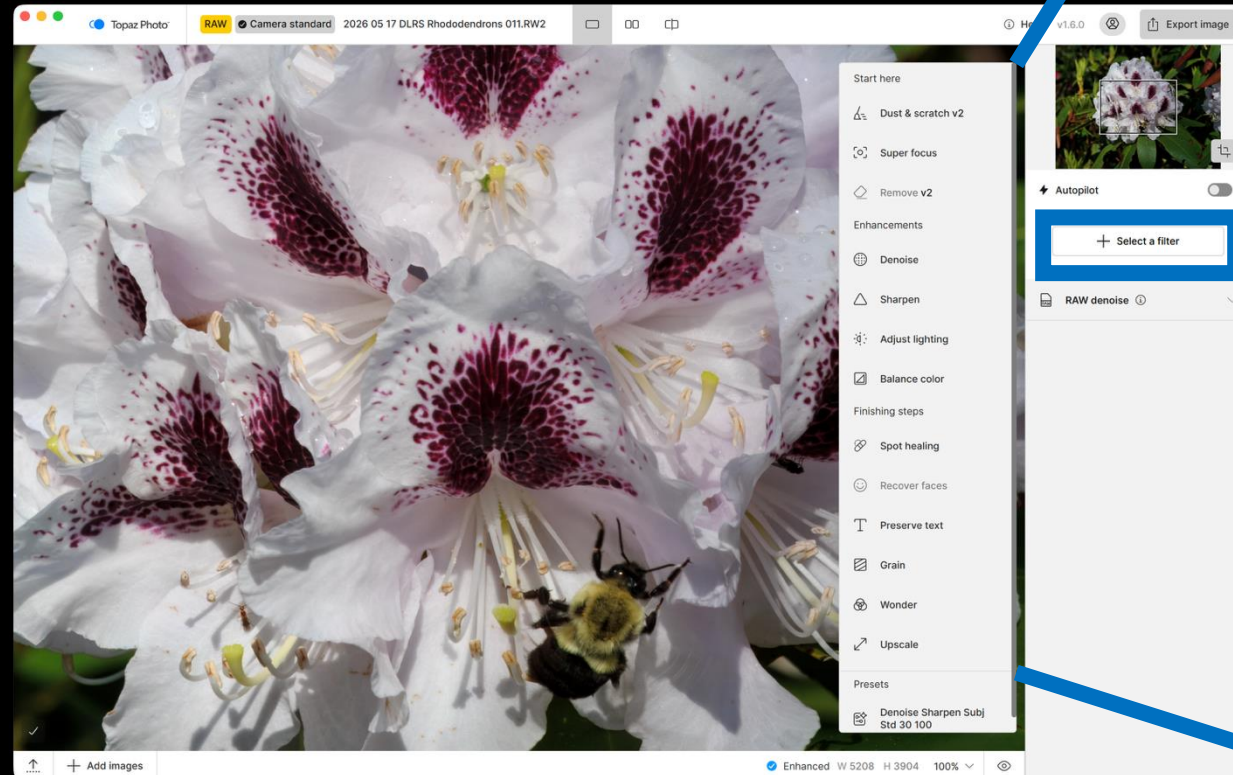 Topaz Photo
RAW Camera standard 2026 05 17 DLRS Rhododendrons 011.RW2
v1.6.0
Export image
Start here
Dust & scratch v2
Super focus
Remove v2
Enhancements
Denoise
Sharpen
Adjust lighting
Balance color
Finishing steps
Spot healing
Recover faces
Preserve text
Grain
Wonder
Upscale
Presets
Denoise Sharpen Subj
Std 30 100
Autopilot
Select a filter
RAW denoise
Add images
Enhanced W 5208 H 3904 100%